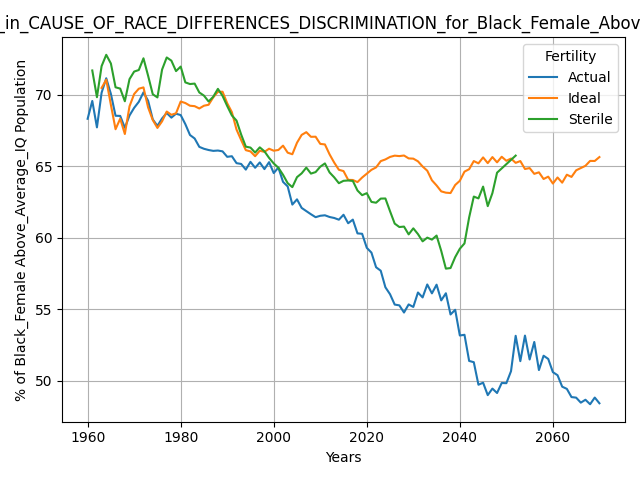 _in_CAUSE_OF_RACE_DIFFERENCES_DISCRIMINATION_for_Black_Female_Abov
% of Black_Female Above_Average_IQ Population
70
65
60
55
50
1960
1980
2000
2020
2040
2060
Years
Fertility
Actual
Ideal
Sterile